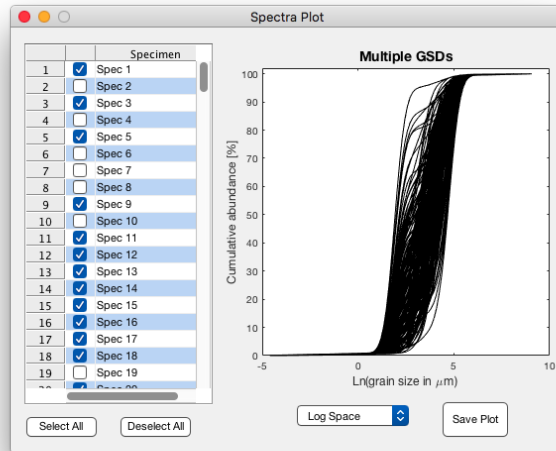 Spectra Plot
Specimen
1 Spec 1
2 Spec 2
3 Spec 3
4 Spec 4
5 Spec 5
6 Spec 6
7 Spec 7
8 Spec 8
9 Spec 9
10 Spec 10
11 Spec 11
12 Spec 12
13 Spec 13
14 Spec 14
15 Spec 15
16 Spec 16
17 Spec 17
18 Spec 18
19 Spec 19
Select All
Deselect All
Multiple GSDs
Cumulative abundance [%]
100
90
80
70
60
50
40
30
20
10
0
-5 0 5 10
Ln(grain size in μm)
Log Space
Save Plot